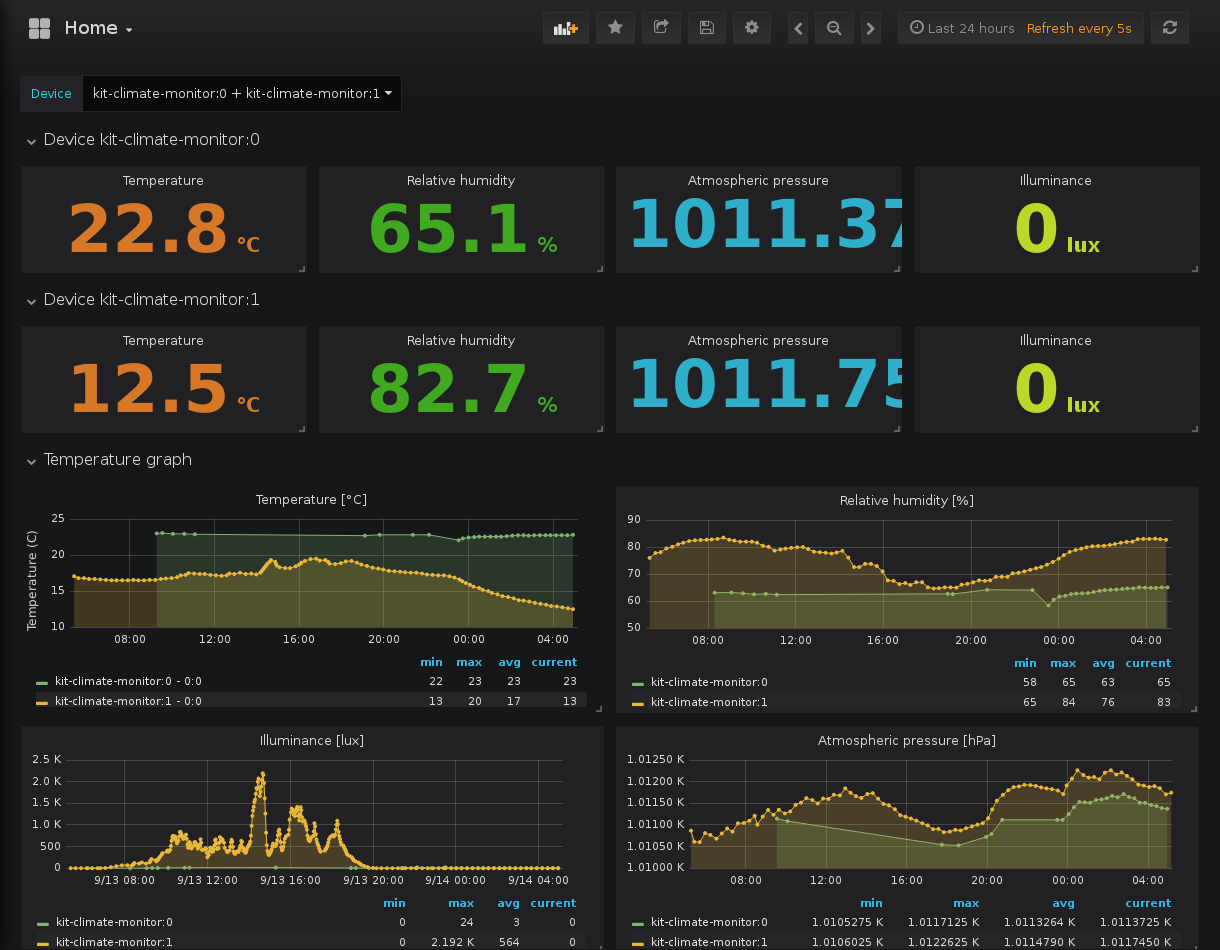 Home
Last 24 hours Refresh every 5s
Device kit-climate-monitor:0 + kit-climate-monitor:1
Device kit-climate-monitor:0
Temperature Relative humidity Atmospheric pressure Illuminance
22.8 °C 65.1 % 1011.37 0 lux
Device kit-climate-monitor:1
Temperature Relative humidity Atmospheric pressure Illuminance
12.5 °C 82.7 % 1011.75 0 lux
Temperature graph
Temperature [°C]
Temperature (C)
25
20
15
10
08:00 12:00 16:00 20:00 00:00 04:00
min max avg current
kit-climate-monitor:0 - 0:0 22 23 23 23
kit-climate-monitor:1 - 0:0 13 20 17 13
Relative humidity [%]
90
80
70
60
50
08:00 12:00 16:00 20:00 00:00 04:00
min max avg current
kit-climate-monitor:0 58 65 63 65
kit-climate-monitor:1 65 84 76 83
Illuminance [lux]
2.5 K
2.0 K
1.5 K
1.0 K
500
0
9/13 08:00 9/13 12:00 9/13 16:00 9/13 20:00 9/14 00:00 9/14 04:00
min max avg current
kit-climate-monitor:0 0 24 3 0
kit-climate-monitor:1 0 2.192 K 564 0
Atmospheric pressure [hPa]
1.01250 K
1.01200 K
1.01150 K
1.01100 K
1.01050 K
1.01000 K
08:00 12:00 16:00 20:00 00:00 04:00
min max avg current
kit-climate-monitor:0 1.0105275 K 1.0117125 K 1.0113264 K 1.0113725 K
kit-climate-monitor:1 1.0106025 K 1.0122625 K 1.0114790 K 1.0117450 K